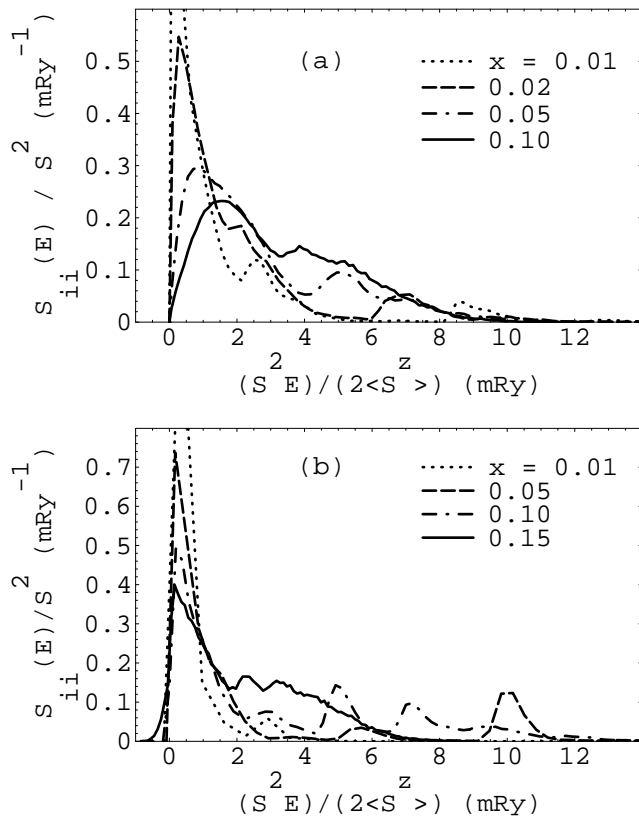 (a)
x = 0.01
0.02
0.05
0.10
S_ii (E) / S^2 (mRy^-1)
0.5
0.4
0.3
0.2
0.1
0
0 2 4 6 8 10 12
(S^2 E)/(2<S^z>) (mRy)
(b)
x = 0.01
0.05
0.10
0.15
S_ii (E)/S^2 (mRy^-1)
0.7
0.6
0.5
0.4
0.3
0.2
0.1
0
0 2 4 6 8 10 12
(S^2 E)/(2<S^z>) (mRy)